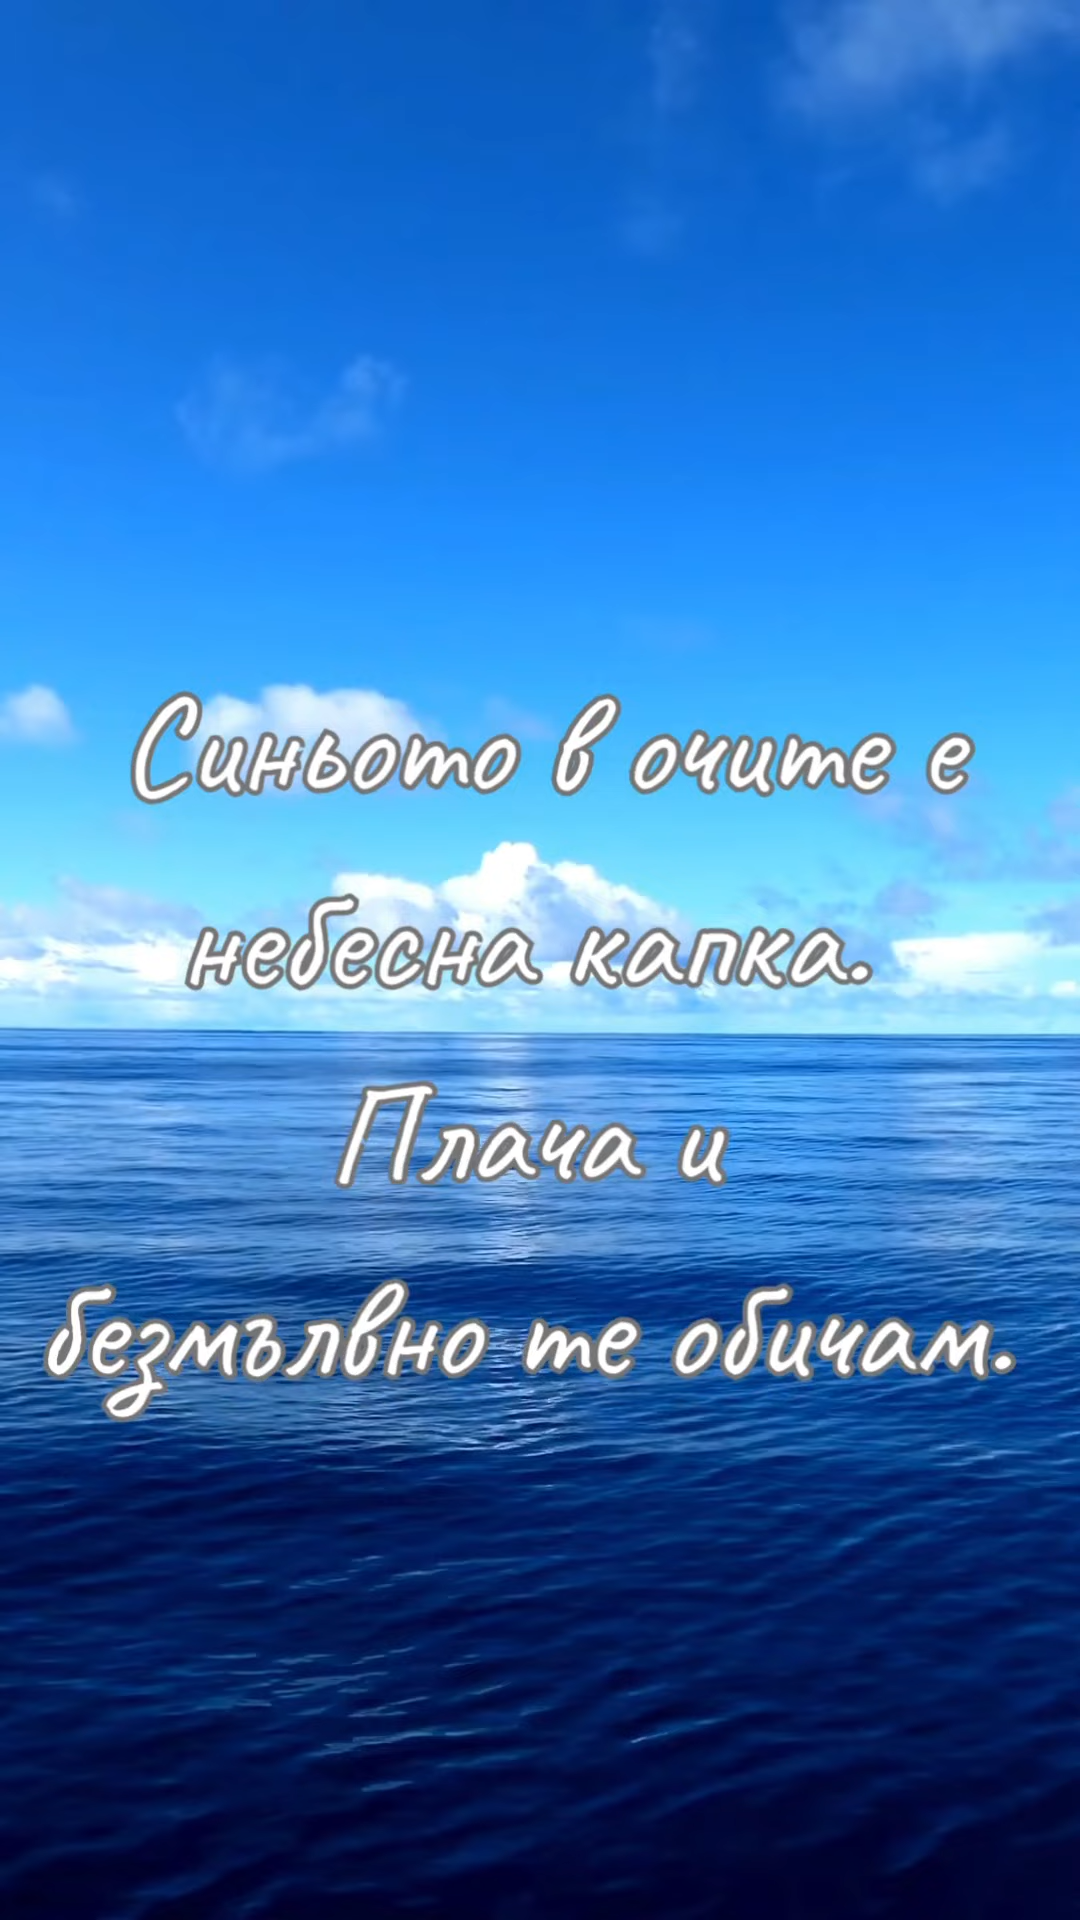 Синьото в очите е
небесна капка.
Плача и
безмълвно те обичам.